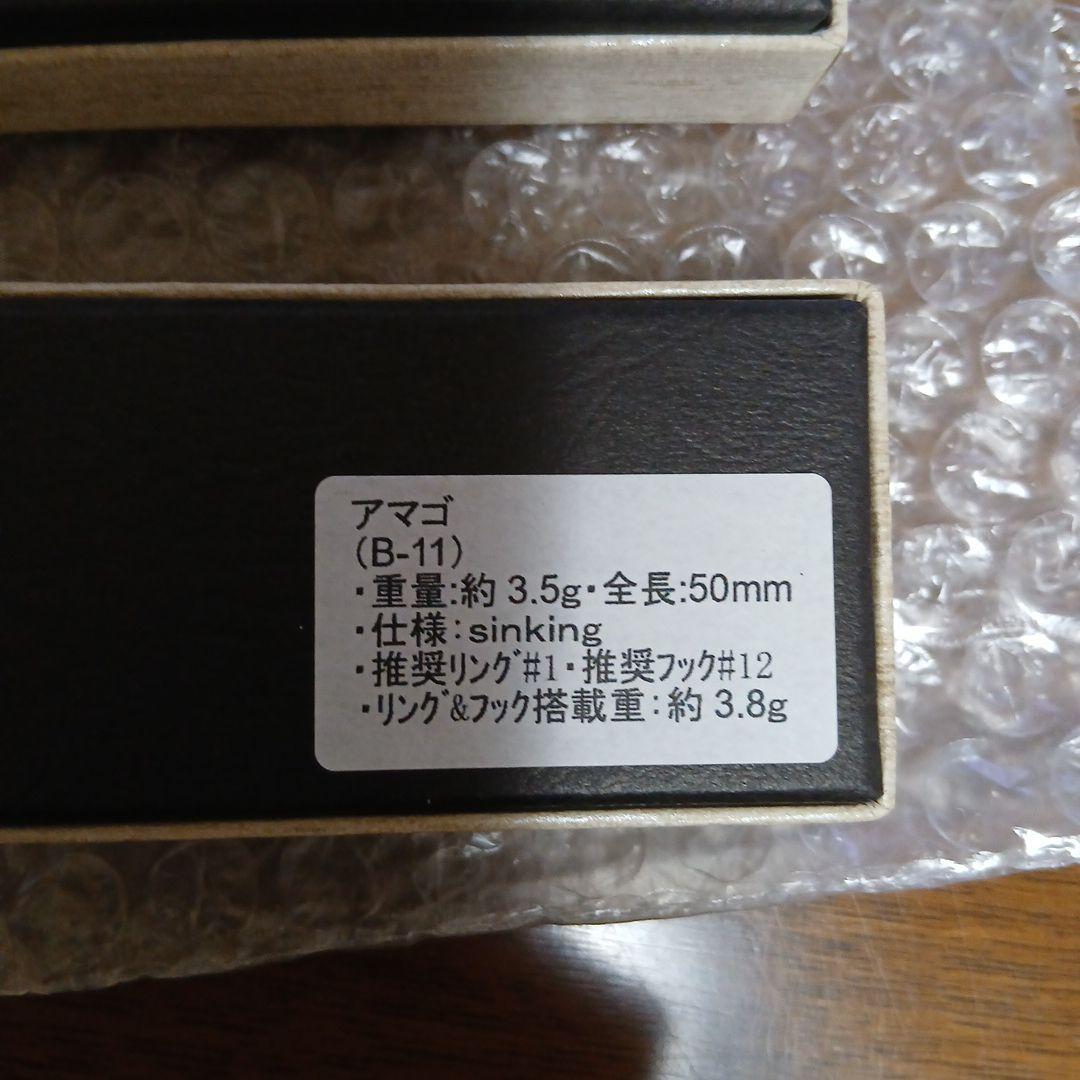 アマゴ
(B-11)
・重量:約 3.5g・全長:50mm
・仕様：sinking
・推奨ﾘﾝｸﾞ#1・推奨ﾌｯｸ#12
・ﾘﾝｸﾞ&ﾌｯｸ搭載重：約 3.8g